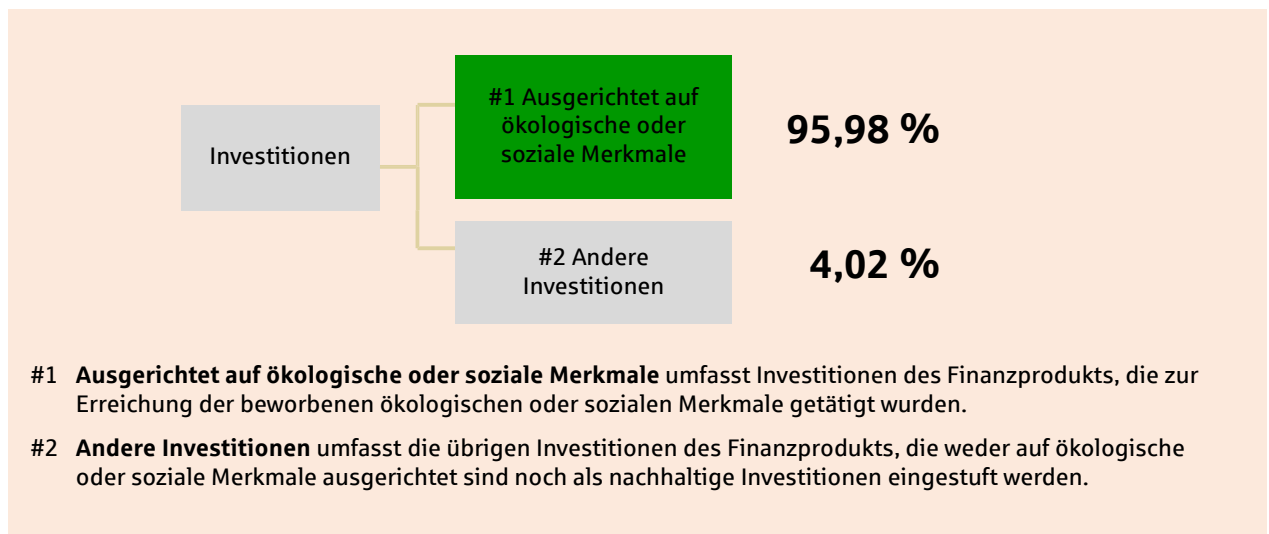 Investitionen
#1 Ausgerichtet auf
ökologische oder
soziale Merkmale
95,98 %
#2 Andere
Investitionen
4,02 %
#1 Ausgerichtet auf ökologische oder soziale Merkmale umfasst Investitionen des Finanzprodukts, die zur
Erreichung der beworbenen ökologischen oder sozialen Merkmale getätigt wurden.
#2 Andere Investitionen umfasst die übrigen Investitionen des Finanzprodukts, die weder auf ökologische
oder soziale Merkmale ausgerichtet sind noch als nachhaltige Investitionen eingestuft werden.